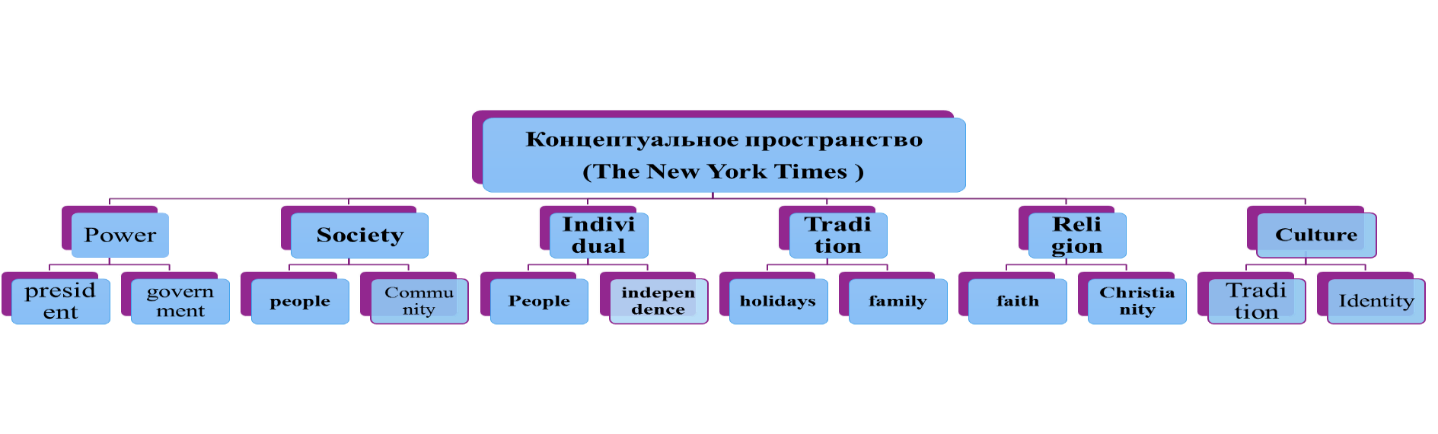 Концептуальное пространство
(The New York Times )
Power
Society
Indivi
dual
Tradi
tion
Reli
gion
Culture
presid
ent
govern
ment
people
Commu
nity
People
indepen
dence
holidays
family
faith
Christia
nity
Tradi
tion
Identity